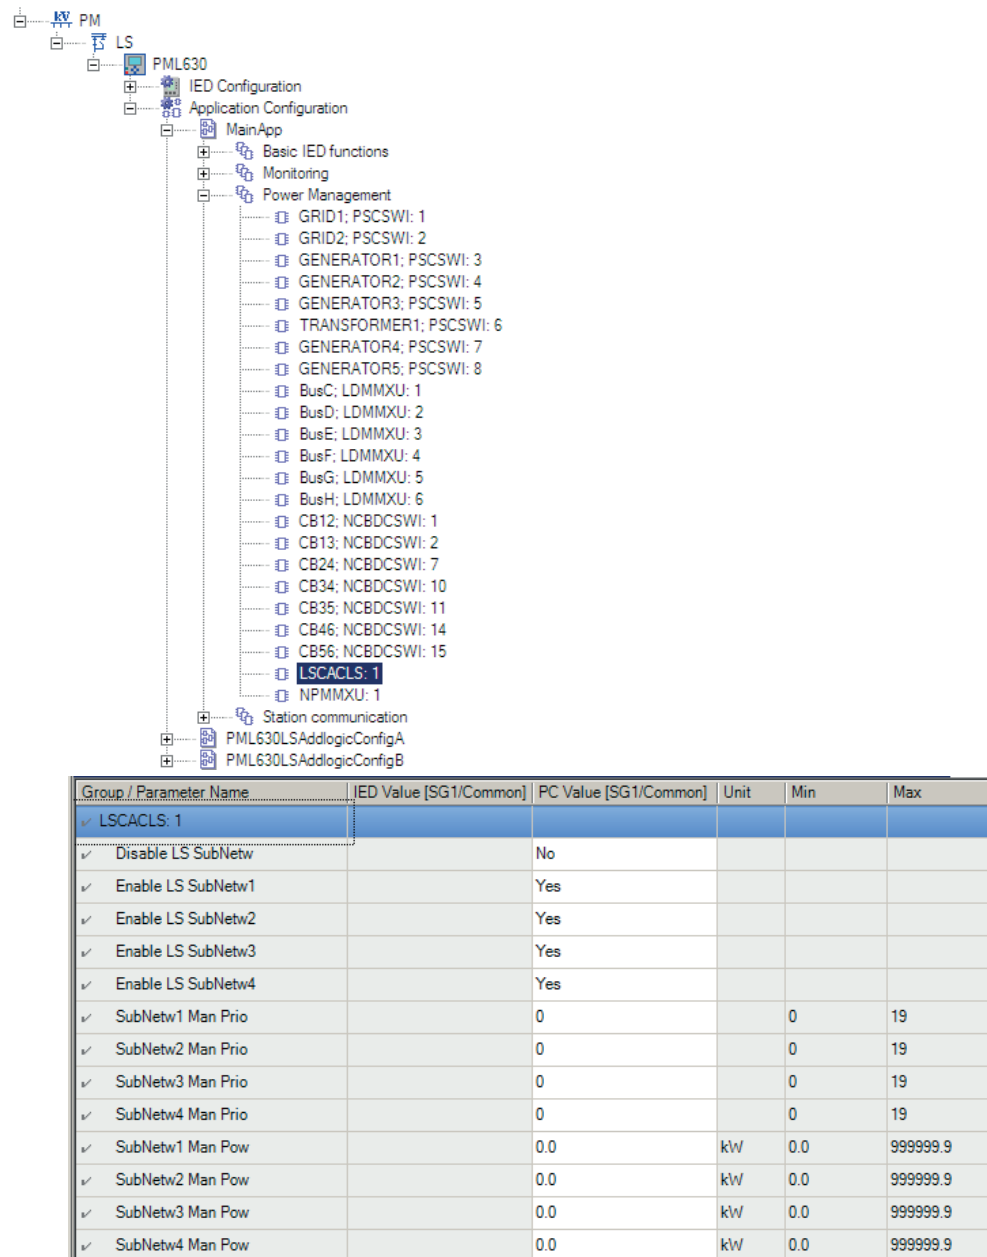 PM
LS
PML630
IED Configuration
Application Configuration
MainApp
Basic IED functions
Monitoring
Power Management
GRID1; PSCSWI: 1
GRID2; PSCSWI: 2
GENERATOR1; PSCSWI: 3
GENERATOR2; PSCSWI: 4
GENERATOR3; PSCSWI: 5
TRANSFORMER1; PSCSWI: 6
GENERATOR4; PSCSWI: 7
GENERATOR5; PSCSWI: 8
BusC; LDMMXU: 1
BusD; LDMMXU: 2
BusE; LDMMXU: 3
BusF; LDMMXU: 4
BusG; LDMMXU: 5
BusH; LDMMXU: 6
CB12; NCBDCSWI: 1
CB13; NCBDCSWI: 2
CB24; NCBDCSWI: 7
CB34; NCBDCSWI: 10
CB35; NCBDCSWI: 11
CB46; NCBDCSWI: 14
CB56; NCBDCSWI: 15
LSCACLS: 1
NPMMXU: 1
Station communication
PML630LSAddlogicConfigA
PML630LSAddlogicConfigB
Group / Parameter Name IED Value [SG1/Common] PC Value [SG1/Common] Unit Min Max
LSCACLS: 1
Disable LS SubNetw No
Enable LS SubNetw1 Yes
Enable LS SubNetw2 Yes
Enable LS SubNetw3 Yes
Enable LS SubNetw4 Yes
SubNetw1 Man Prio 0 0 19
SubNetw2 Man Prio 0 0 19
SubNetw3 Man Prio 0 0 19
SubNetw4 Man Prio 0 0 19
SubNetw1 Man Pow 0.0 kW 0.0 999999.9
SubNetw2 Man Pow 0.0 kW 0.0 999999.9
SubNetw3 Man Pow 0.0 kW 0.0 999999.9
SubNetw4 Man Pow 0.0 kW 0.0 999999.9